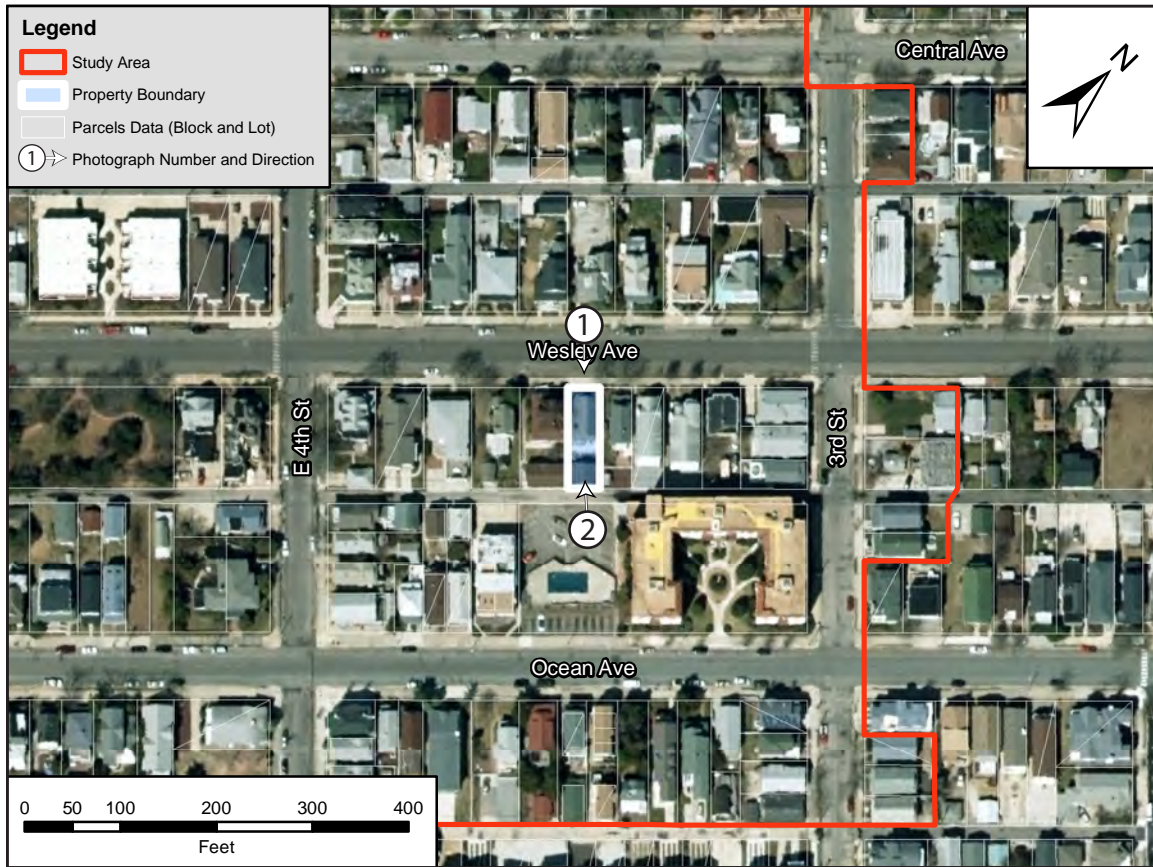 Legend
Study Area
Property Boundary
Parcels Data (Block and Lot)
1 Photograph Number and Direction
Central Ave
N
1
Wesley Ave
E 4th St
3rd St
2
Ocean Ave
0 50 100 200 300 400
Feet